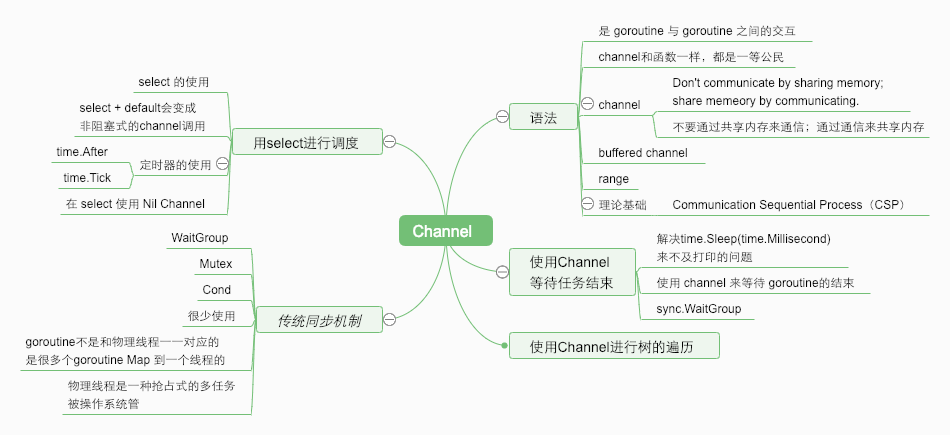 Channel
语法
是 goroutine 与 goroutine 之间的交互
channel和函数一样，都是一等公民
channel
Don't communicate by sharing memory;
share memeory by communicating.
不要通过共享内存来通信；通过通信来共享内存
buffered channel
range
理论基础
Communication Sequential Process（CSP）
使用Channel
等待任务结束
解决time.Sleep(time.Millisecond)
来不及打印的问题
使用 channel 来等待 goroutine的结束
sync.WaitGroup
使用Channel进行树的遍历
用select进行调度
select 的使用
select + default会变成
非阻塞式的channel调用
定时器的使用
time.After
time.Tick
在 select 使用 Nil Channel
传统同步机制
WaitGroup
Mutex
Cond
很少使用
goroutine不是和物理线程一一对应的
是很多个goroutine Map 到一个线程的
物理线程是一种抢占式的多任务
被操作系统管